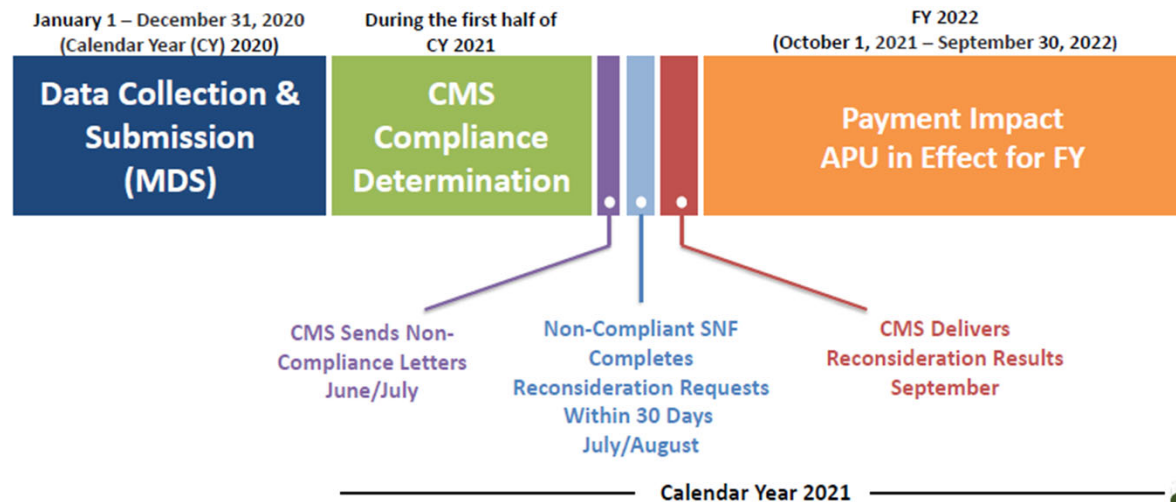 January 1 – December 31, 2020
(Calendar Year (CY) 2020)
During the first half of
CY 2021
FY 2022
(October 1, 2021 – September 30, 2022)
Data Collection &
Submission
(MDS)
CMS
Compliance
Determination
Payment Impact
APU in Effect for FY
CMS Sends Non-
Compliance Letters
June/July
Non-Compliant SNF
Completes
Reconsideration Requests
Within 30 Days
July/August
CMS Delivers
Reconsideration Results
September
Calendar Year 2021